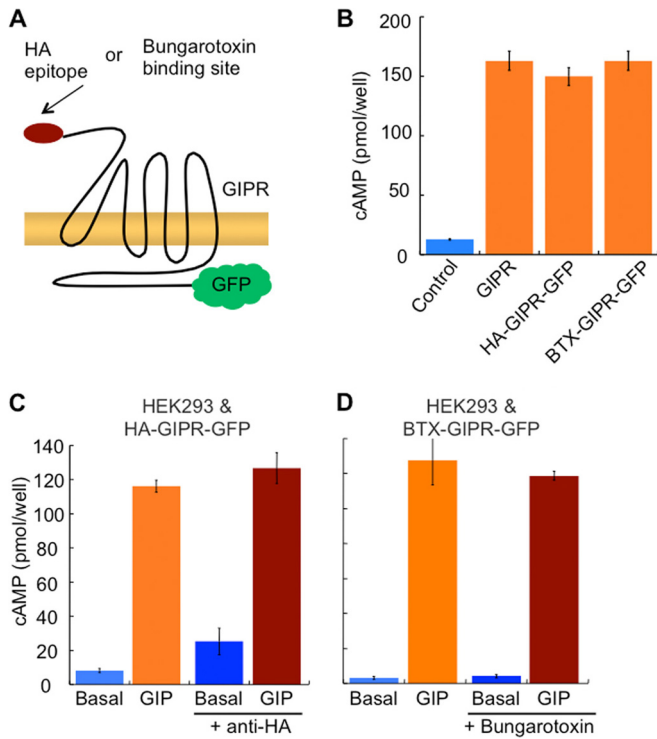 A
HA
epitope
or
Bungarotoxin
binding site
GIPR
GFP
B
cAMP (pmol/well)
200
150
100
50
0
Control
GIPR
HA-GIPR-GFP
BTX-GIPR-GFP
C
HEK293 &
HA-GIPR-GFP
cAMP (pmol/well)
140
120
100
80
60
40
20
0
Basal GIP Basal GIP
+ anti-HA
D
HEK293 &
BTX-GIPR-GFP
Basal GIP Basal GIP
+ Bungarotoxin